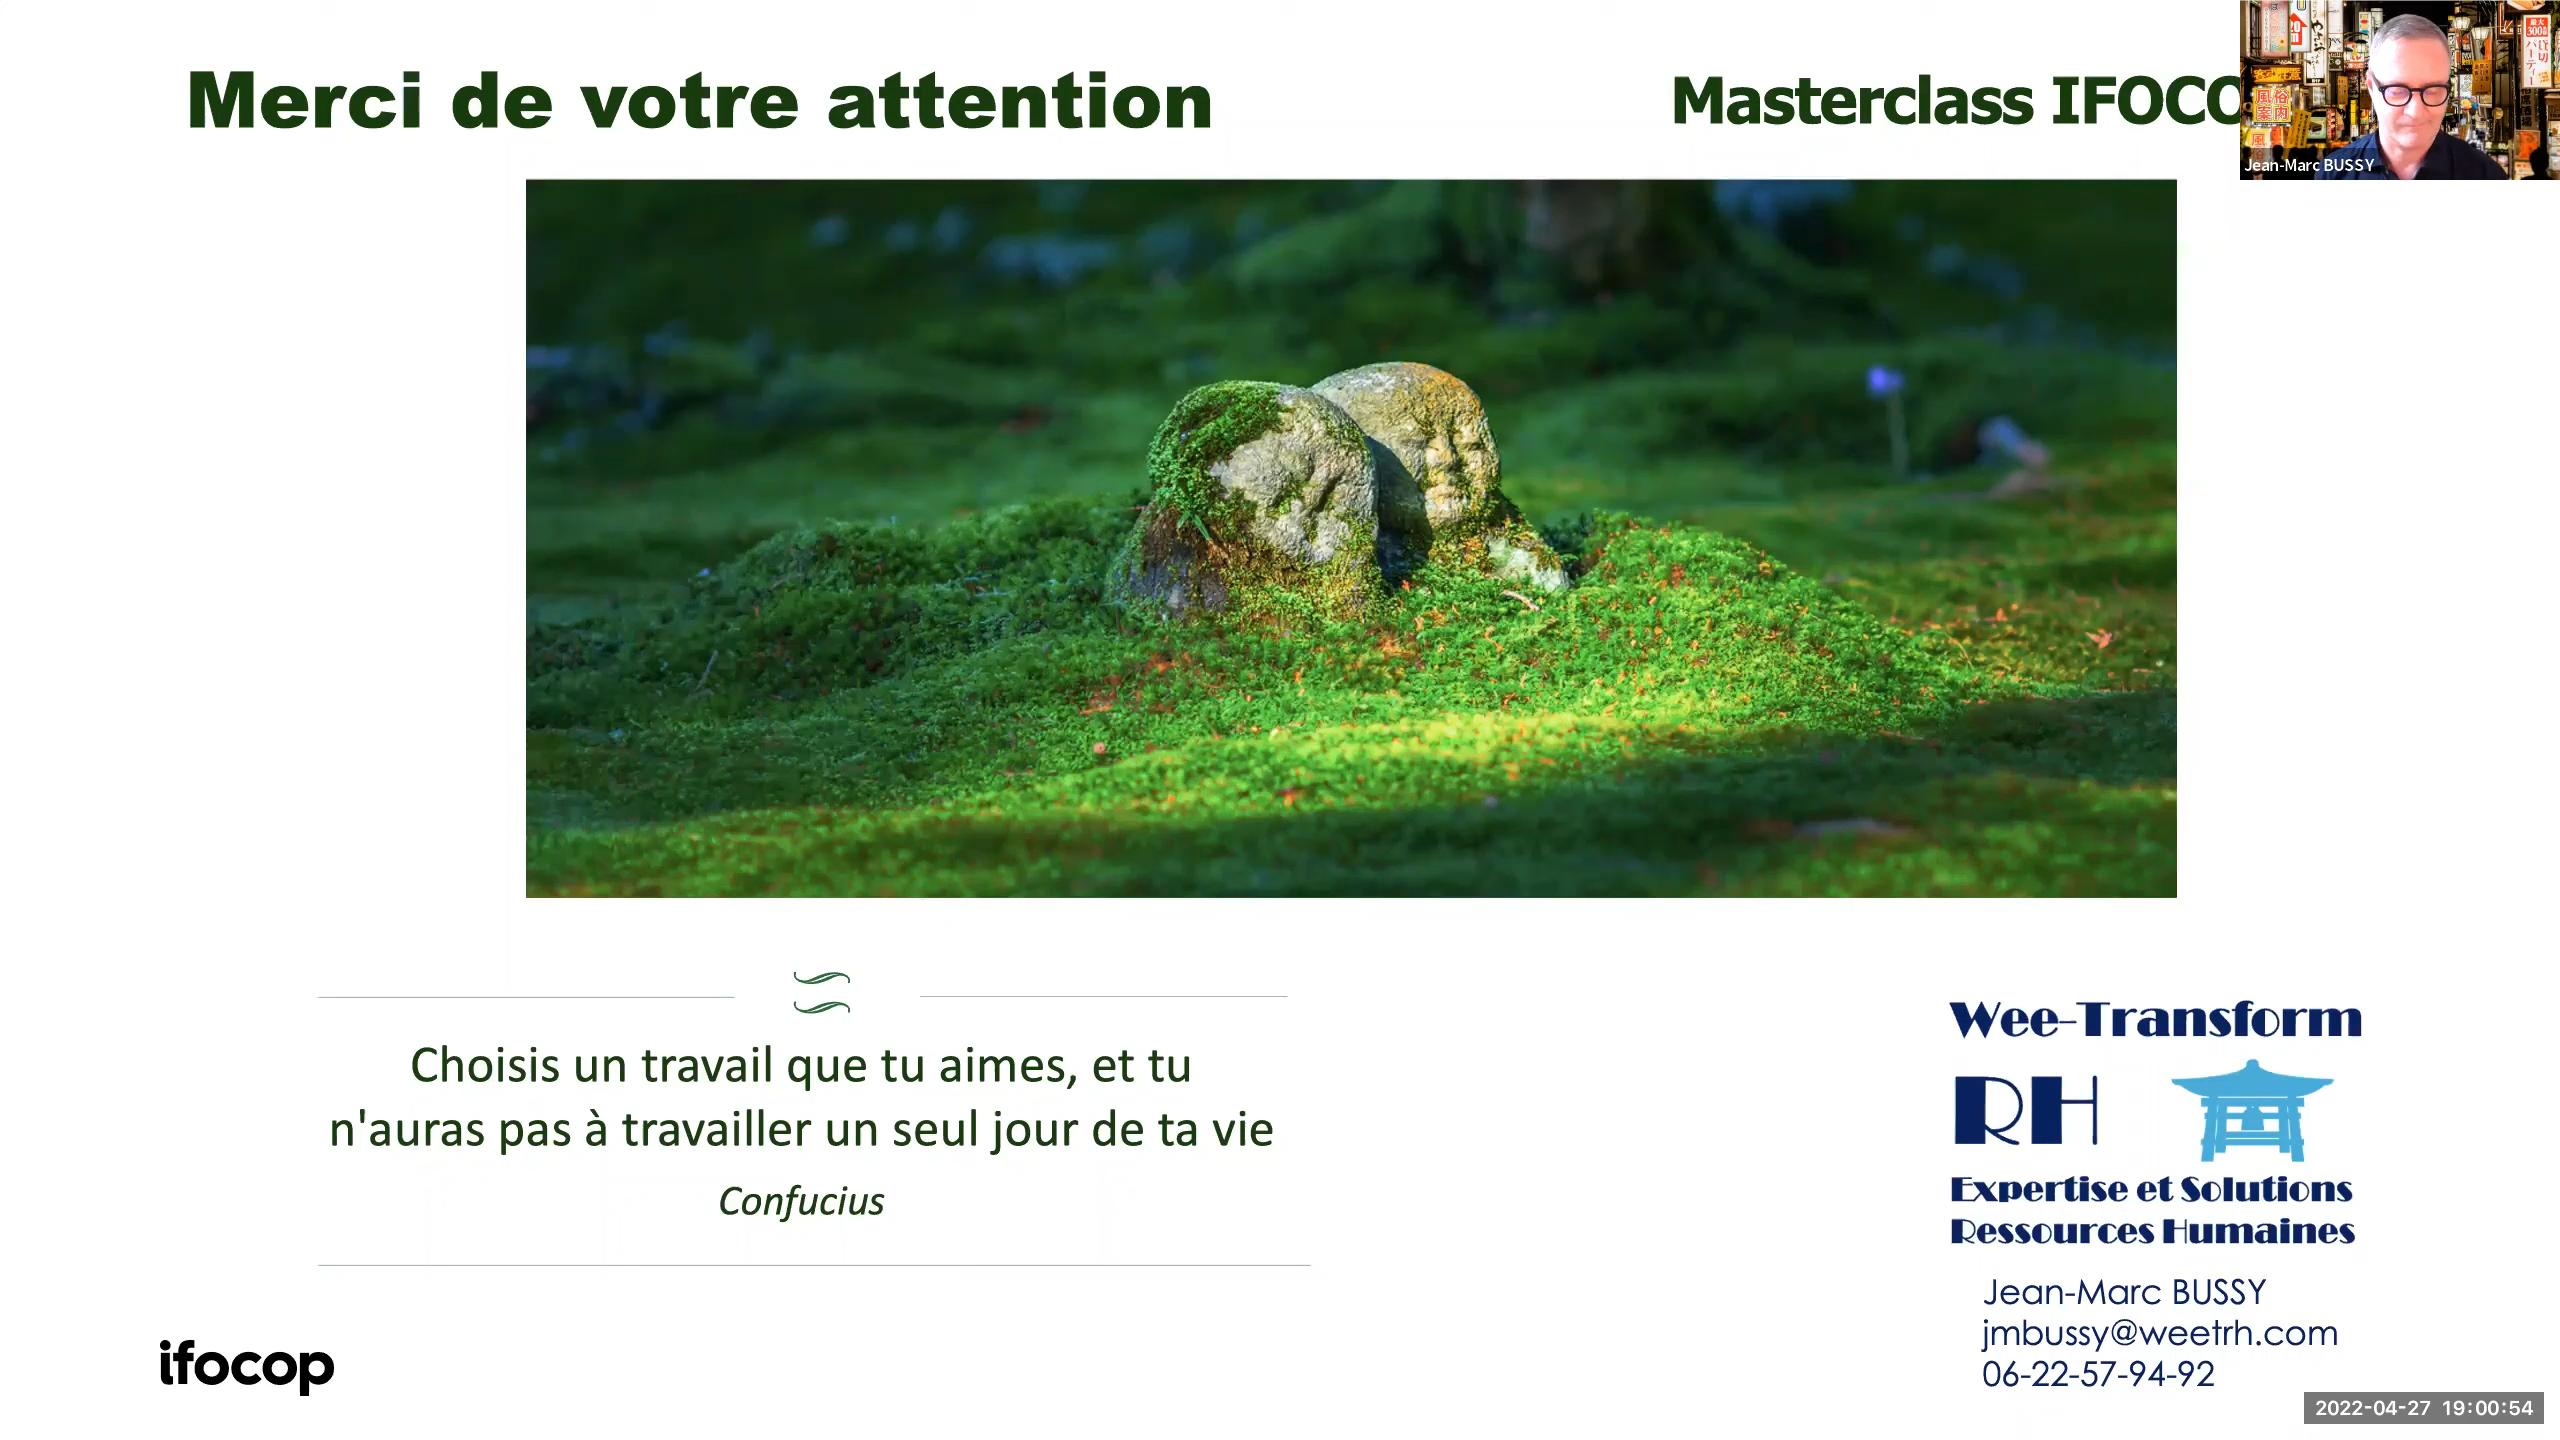 Merci de votre attention
Masterclass IFOCO
Jean-Marc BUSSY
Choisis un travail que tu aimes, et tu
n'auras pas à travailler un seul jour de ta vie
Confucius
Wee-Transform
RH
Expertise et Solutions
Ressources Humaines
Jean-Marc BUSSY
jmbussy@weetrh.com
06-22-57-94-92
ifocop
2022-04-27 19:00:54